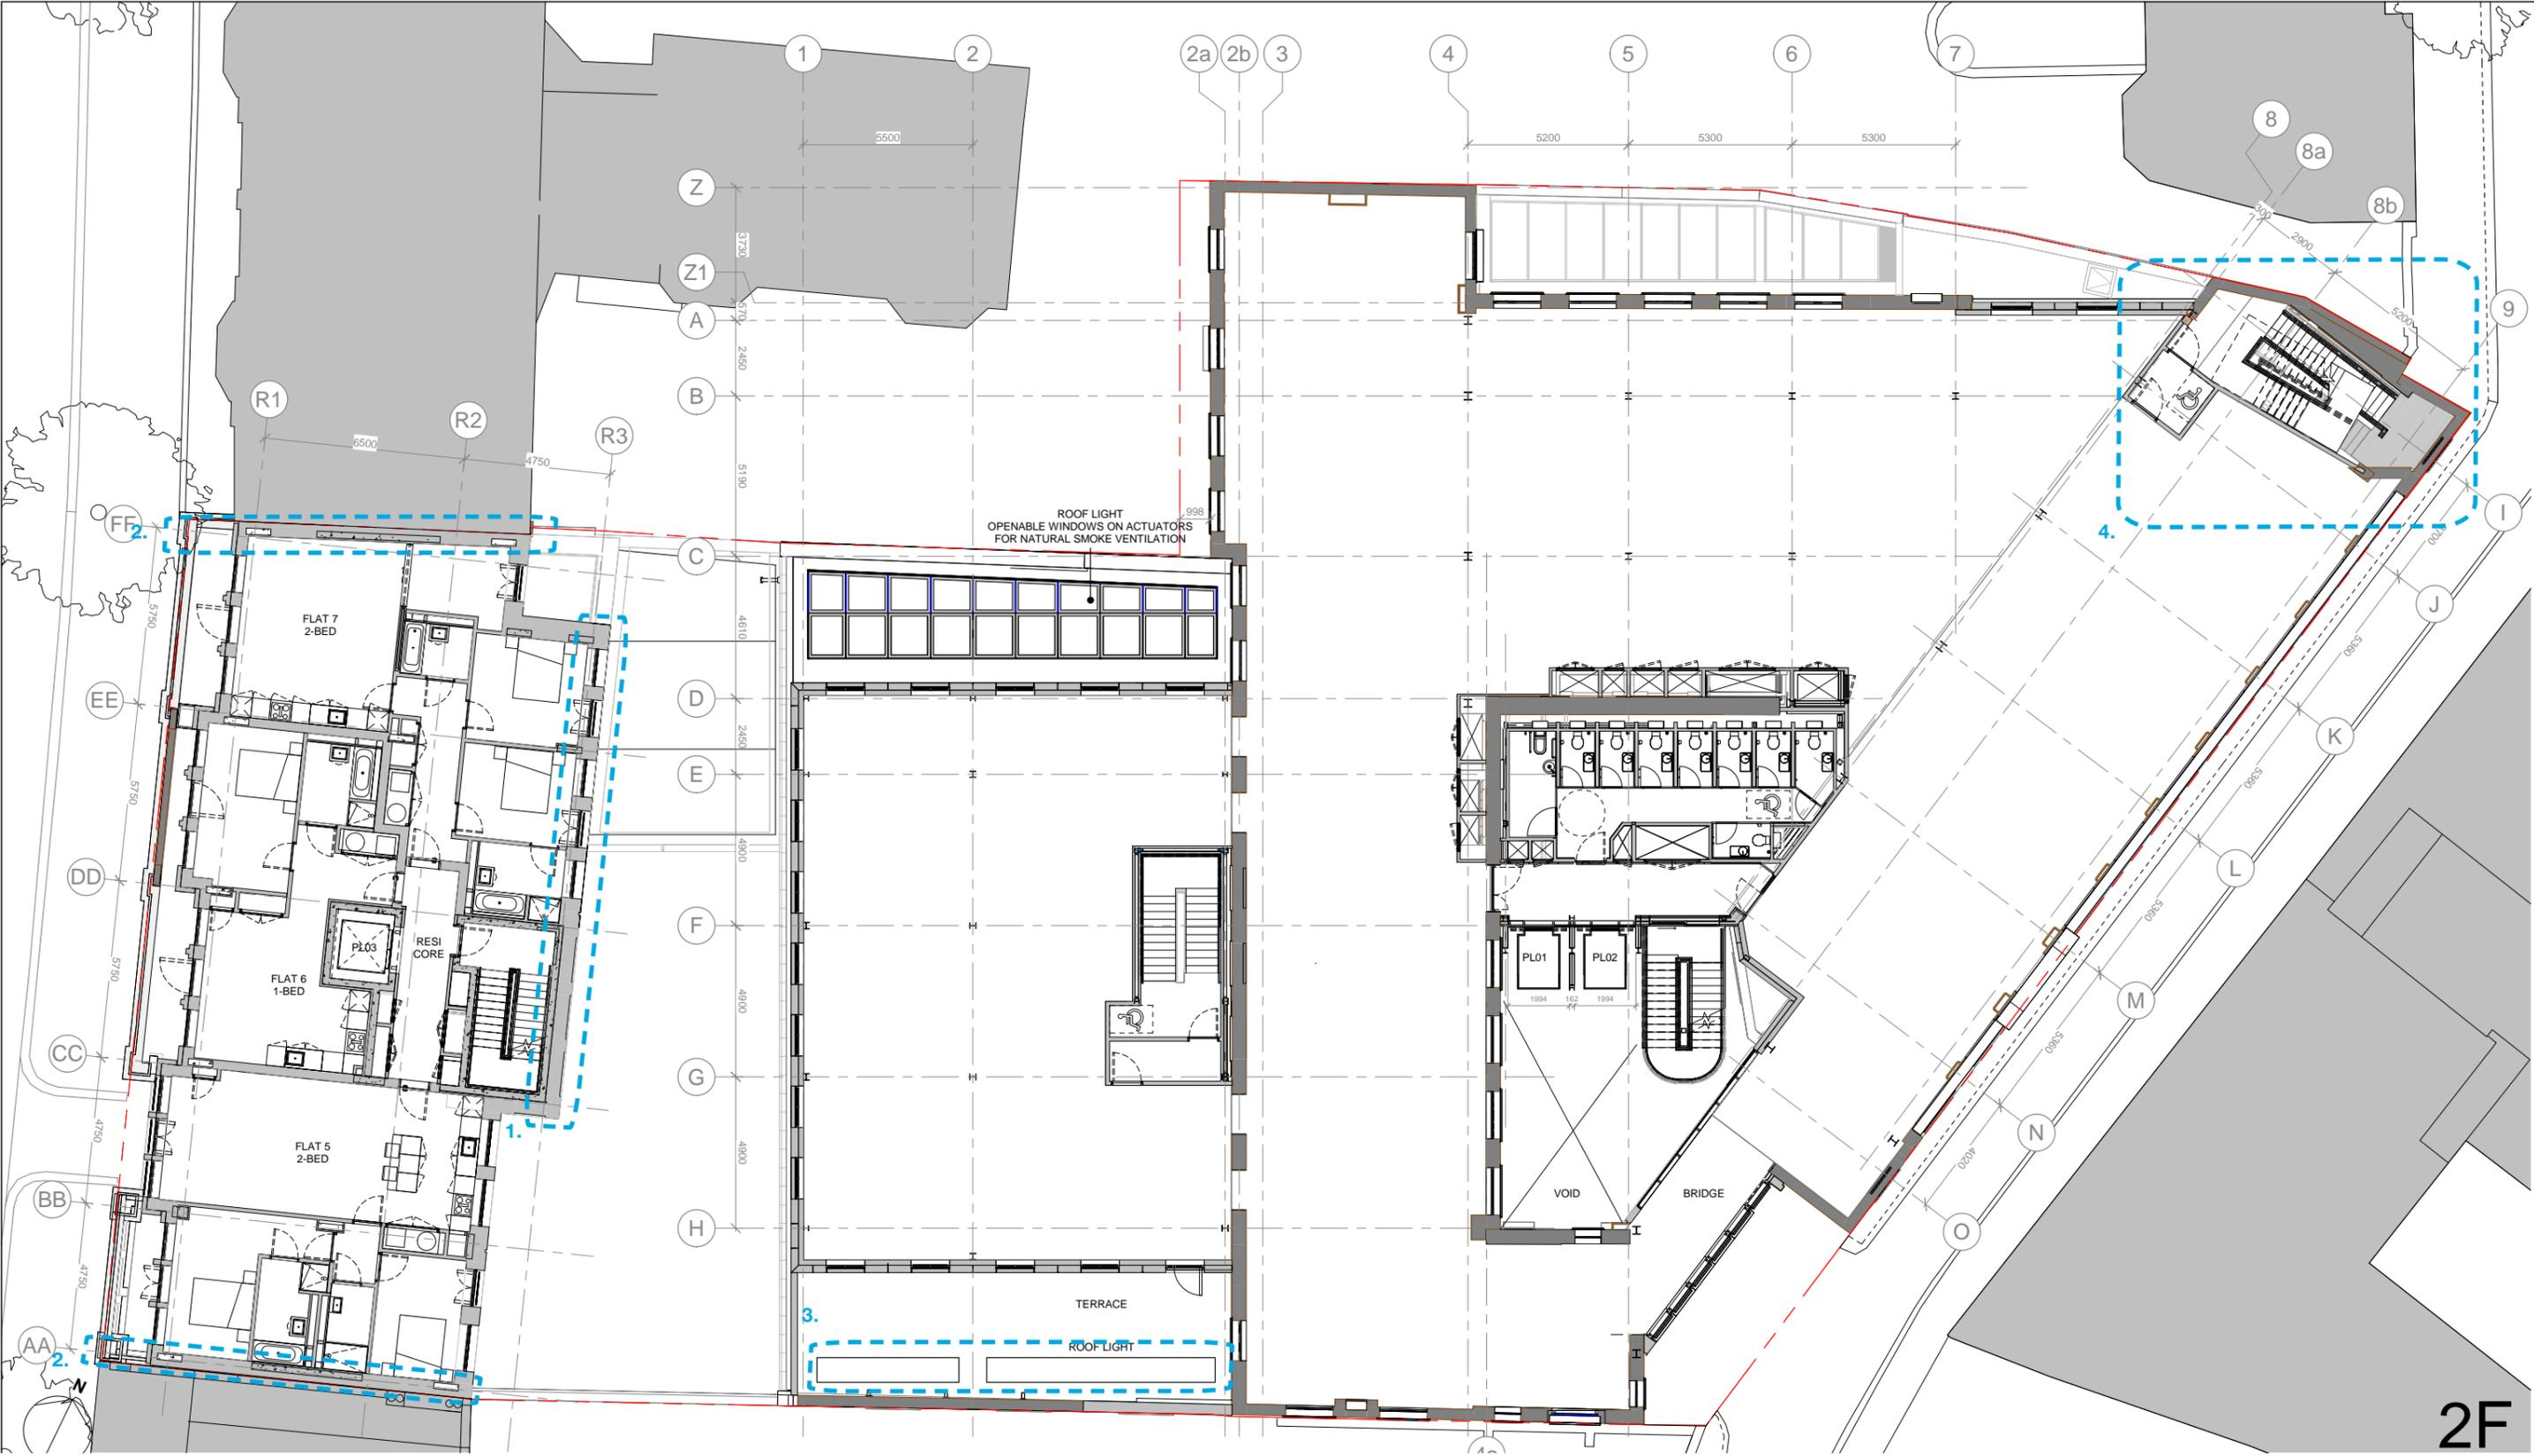 1
2
2a
2b
3
4
5
6
7
8
8a
8b
9
5500
5200
5300
5300
300
2900
5200
Z
3730
Z1
570
A
2450
B
5190
998
R1
R2
R3
6500
4750
ROOF LIGHT
OPENABLE WINDOWS ON ACTUATORS
FOR NATURAL SMOKE VENTILATION
FF
2.
C
4610
I
4.
J
5360
5750
FLAT 7
2-BED
EE
D
2450
E
K
5360
5750
4900
DD
L
5360
F
PL03
RESI
CORE
PL01
PL02
1994
162
1994
5750
FLAT 6
1-BED
4900
M
5360
CC
G
N
4020
4750
1.
FLAT 5
2-BED
4900
BB
VOID
BRIDGE
H
O
4750
TERRACE
3.
ROOF LIGHT
AA
2.
N
2F